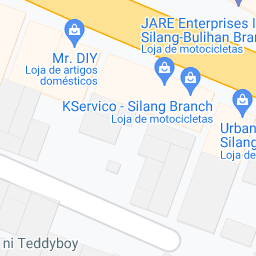 JARE Enterprises I
Silang-Bulihan Bran
Loja de motocicletas
Mr. DIY
Loja de artigos
domésticos
KServico - Silang Branch
Loja de motocicletas
Urban
Silang
Loja de
ni Teddyboy